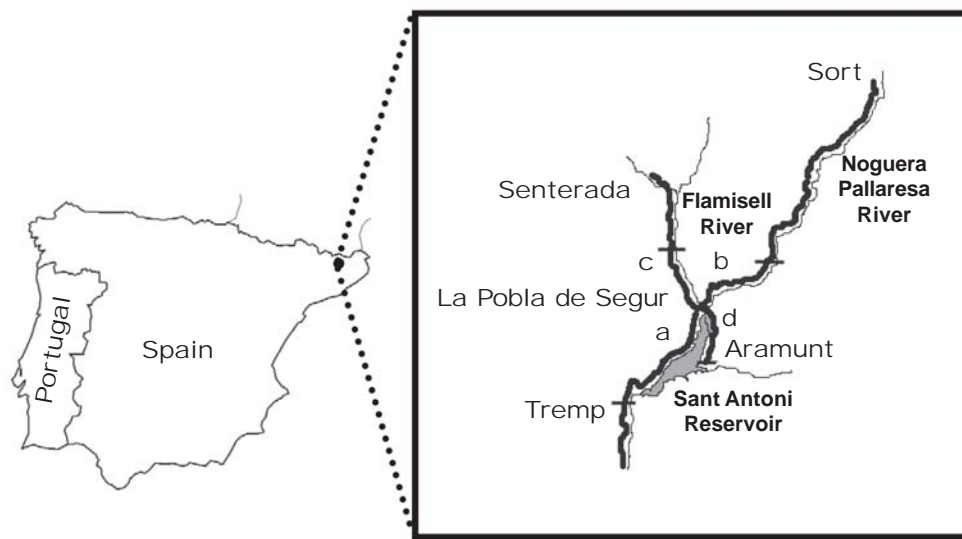 Sort
Noguera
Pallaresa
River
Senterada
Flamisell
River
c
b
La Pobla de Segur
a
d
Aramunt
Tremp
Sant Antoni
Reservoir
Portugal
Spain